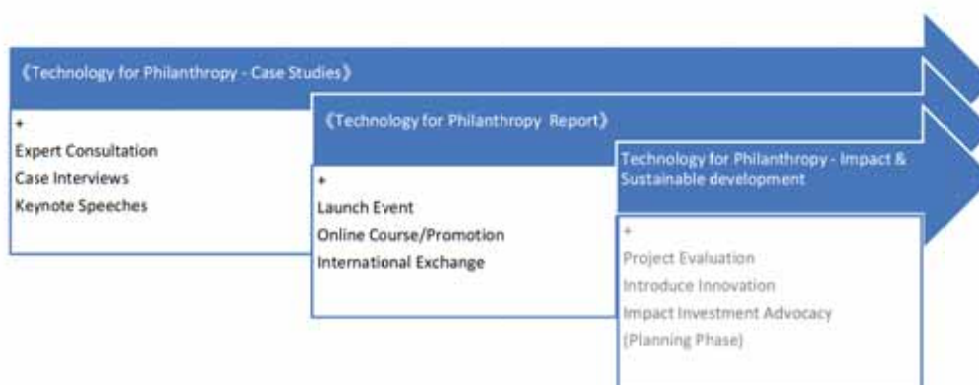 《Technology for Philanthropy - Case Studies》
+
Expert Consultation
Case Interviews
Keynote Speeches
《Technology for Philanthropy Report》
+
Launch Event
Online Course/Promotion
International Exchange
Technology for Philanthropy - Impact &
Sustainable development
+
Project Evaluation
Introduce Innovation
Impact Investment Advocacy
(Planning Phase)